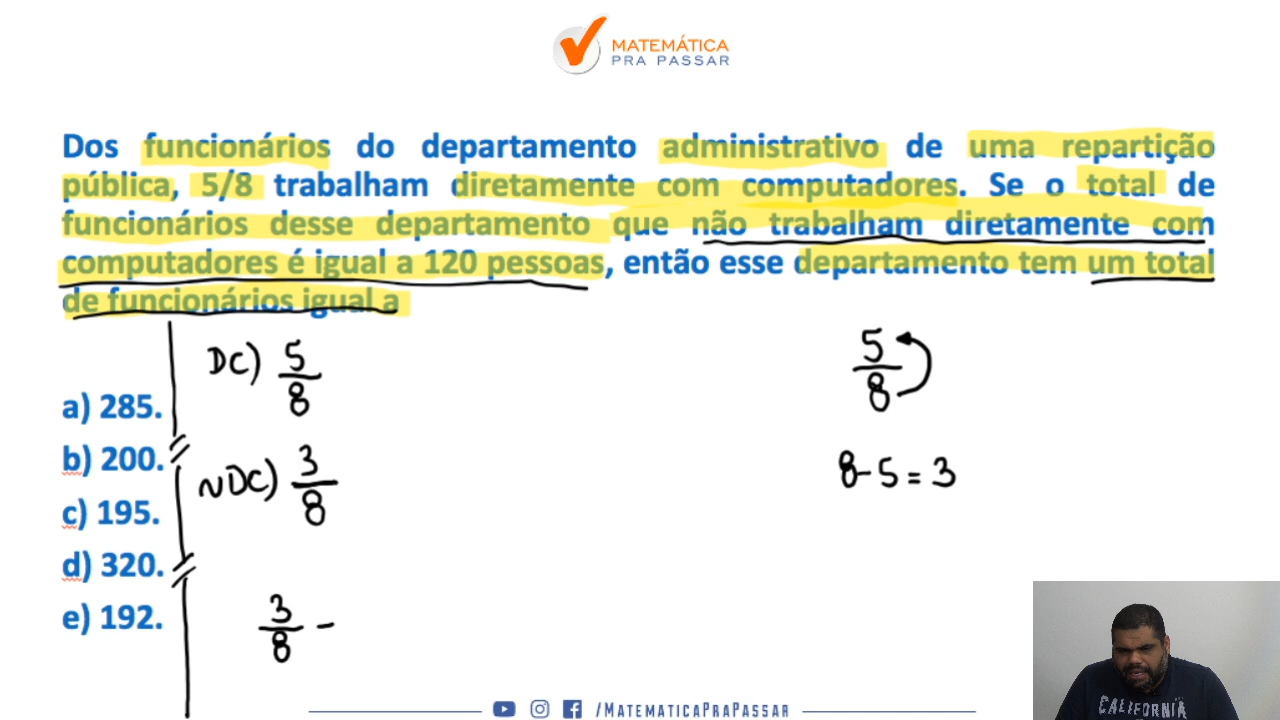 MATEMÁTICA
PRA PASSAR
Dos funcionários do departamento administrativo de uma repartição
pública, 5/8 trabalham diretamente com computadores. Se o total de
funcionários desse departamento que não trabalham diretamente com
computadores é igual a 120 pessoas, então esse departamento tem um total
de funcionários igual a
a) 285.
b) 200.
c) 195.
d) 320.
e) 192.
DC) 5/8
NDC) 3/8
3/8 -
5/8
8-5=3
CALIFORNIA
/MatematicaPraPassar